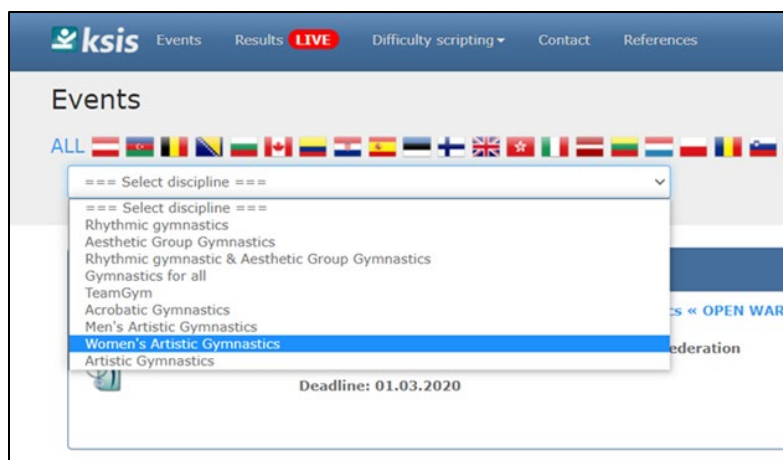 ksis Events Results LIVE Difficulty scripting Contact References
Events
ALL
=== Select discipline ===
=== Select discipline ===
Rhythmic gymnastics
Aesthetic Group Gymnastics
Rhythmic gymnastic & Aesthetic Group Gymnastics
Gymnastics for all
TeamGym
Acrobatic Gymnastics
Men's Artistic Gymnastics
cs « OPEN WAR
Women's Artistic Gymnastics
ederation
Artistic Gymnastics
Deadline: 01.03.2020